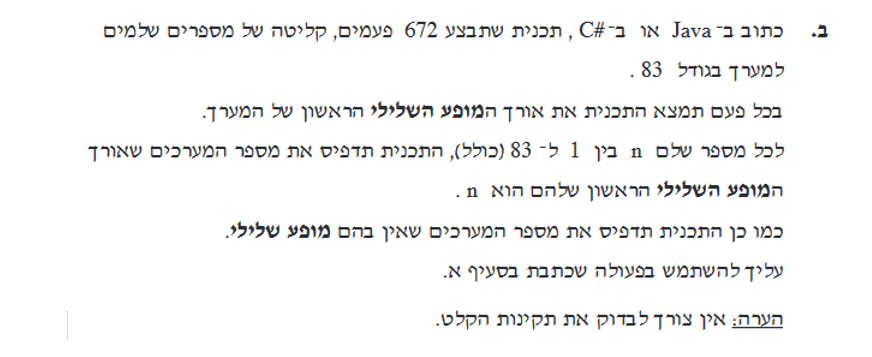 ב. כתוב ב־ Java או ב־ C# , תכנית שתבצע 672 פעמים, קליטה של מספרים שלמים
למערך בגודל 83 .
בכל פעם תמצא התכנית את אורך המופע השלילי הראשון של המערך.
לכל מספר שלם n בין 1 ל־ 83 (כולל), התכנית תדפיס את מספר המערכים שאורך
המופע השלילי הראשון שלהם הוא n .
כמו כן התכנית תדפיס את מספר המערכים שאין בהם מופע שלילי.
עליך להשתמש בפעולה שכתבת בסעיף א.
הערה: אין צורך לבדוק את תקינות הקלט.